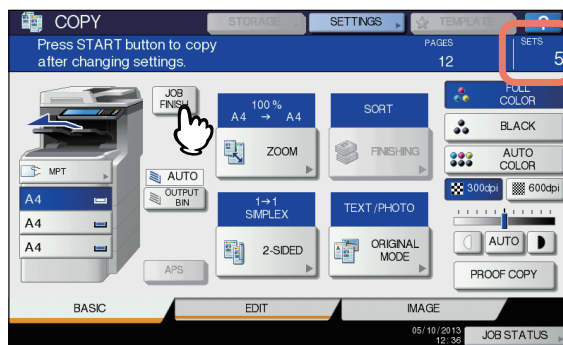 COPY
STORAGE
SETTINGS
TEMPLATE
?
Press START button to copy
after changing settings.
PAGES
12
SETS
5
JOB
FINISH
100 %
A4 → A4
ZOOM
SORT
FINISHING
FULL
COLOR
BLACK
AUTO
COLOR
300dpi
600dpi
MPT
A4
A4
A4
AUTO
OUTPUT
BIN
APS
1→1
SIMPLEX
2-SIDED
TEXT/PHOTO
ORIGINAL
MODE
AUTO
PROOF COPY
BASIC
EDIT
IMAGE
05/10/2013
12:36
JOB STATUS